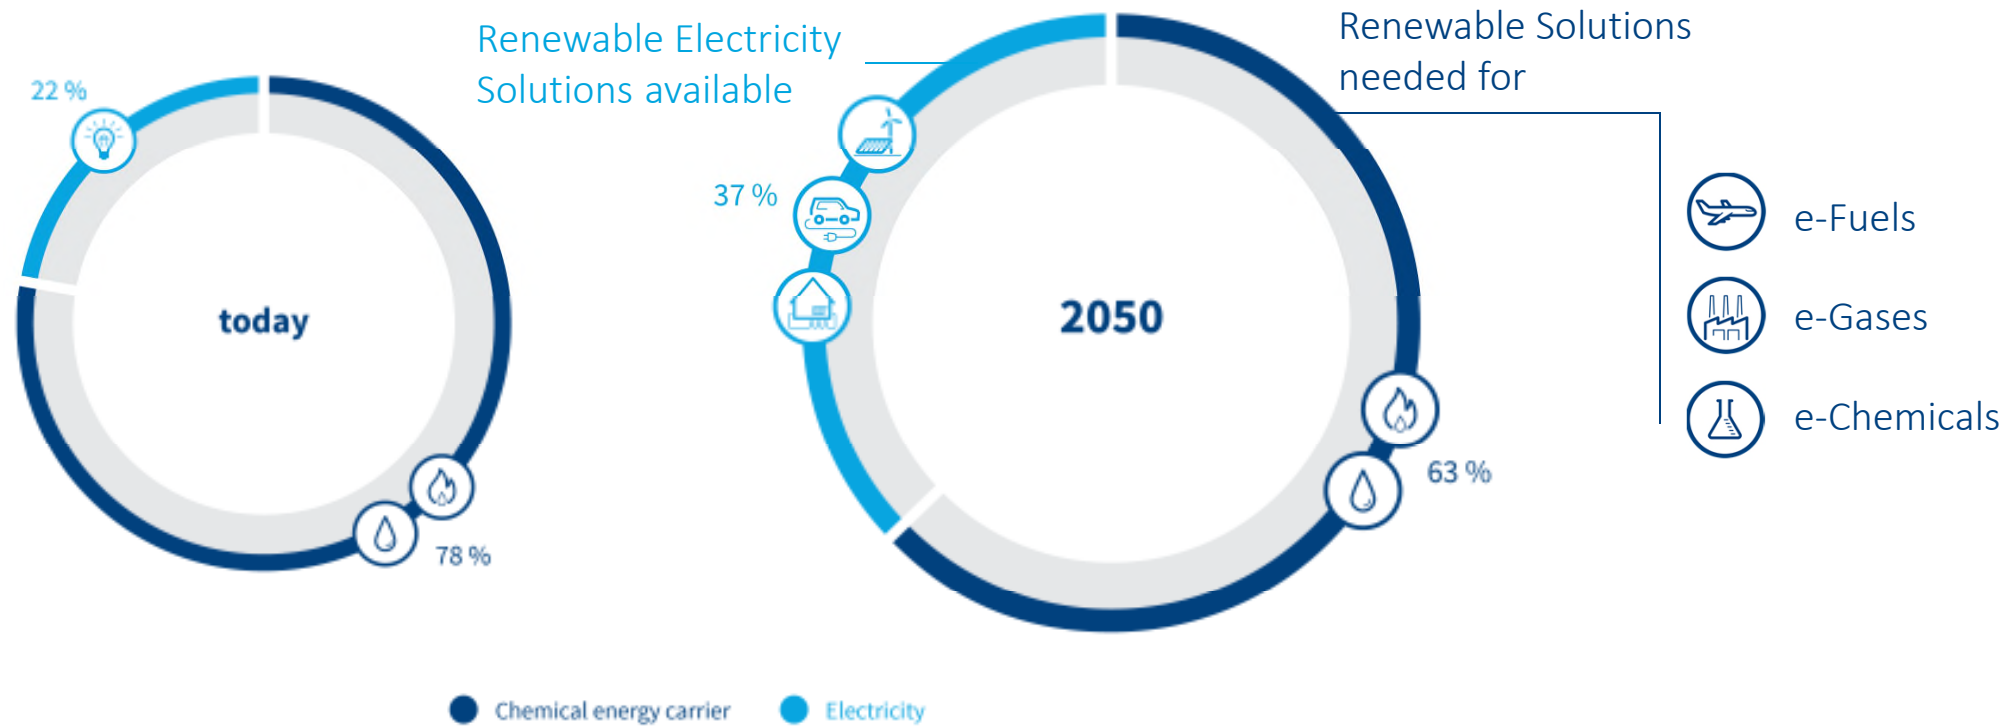 22 %
today
78 %
Renewable Electricity
Solutions available
37 %
2050
63 %
Renewable Solutions
needed for
e-Fuels
e-Gases
e-Chemicals
Chemical energy carrier
Electricity